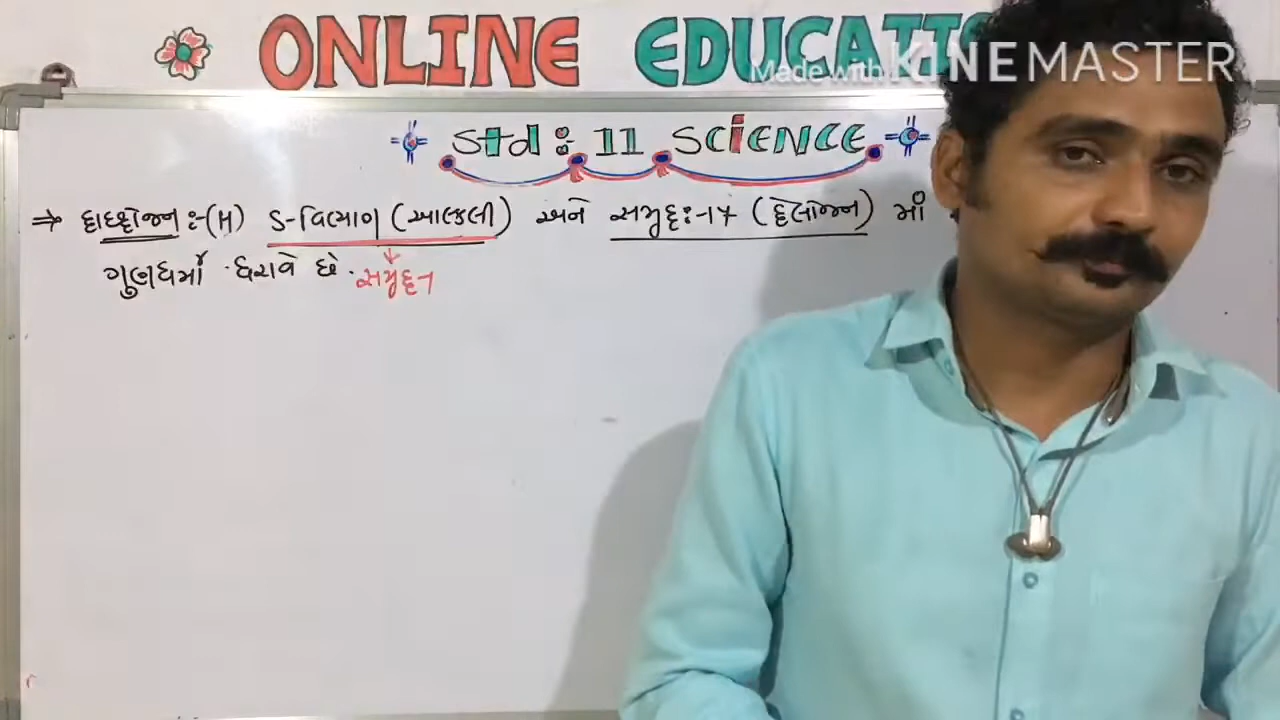 ONLINE EDUCATI
Made with KINEMASTER
Std : 11 SCIENCE
⇒ હાઇડ્રોજન :-(H) s-વિભાગ (આલ્કલી) અને સમૂહ:-17 (હેલોજન) માં
ગુણધર્મો ધરાવે છે. સમૂહ-1